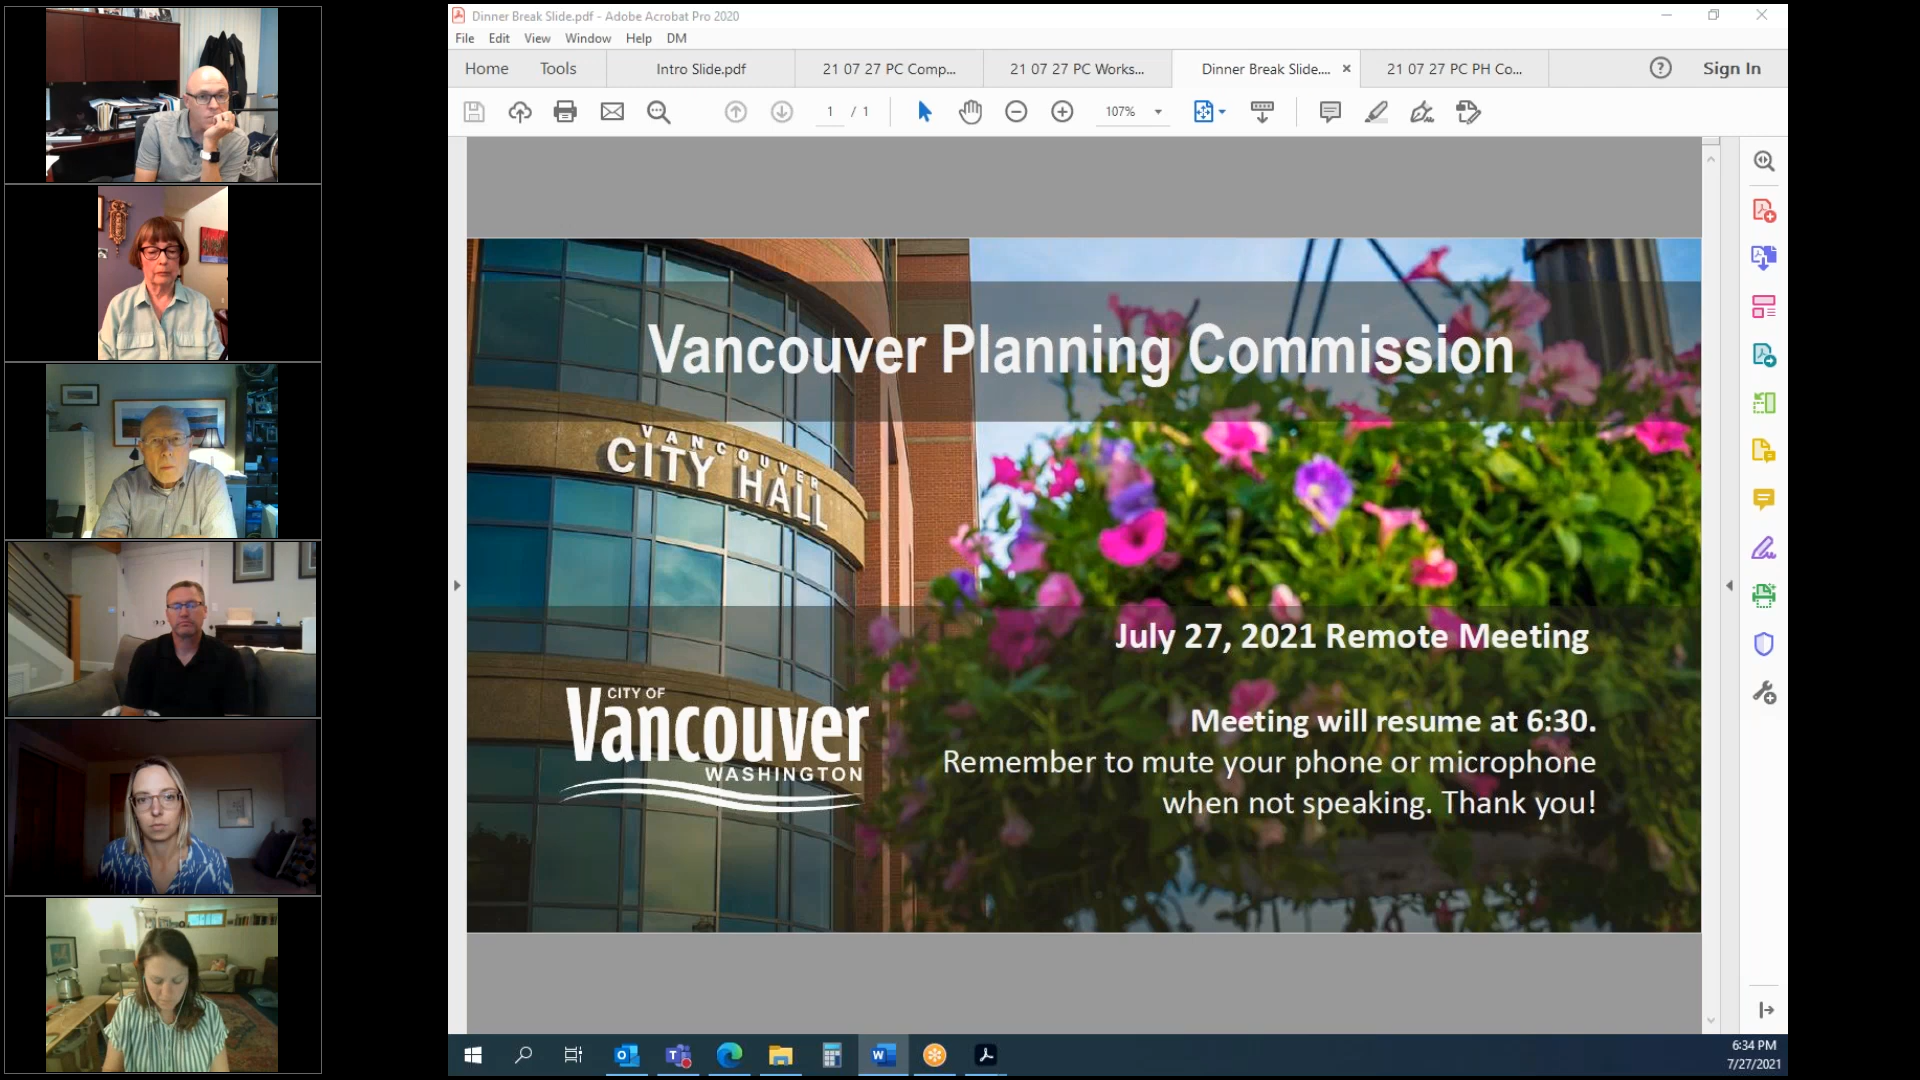 Dinner Break Slide.pdf - Adobe Acrobat Pro 2020
File Edit View Window Help DM
Home Tools Intro Slide.pdf 21 07 27 PC Comp... 21 07 27 PC Works... Dinner Break Slide.... × 21 07 27 PC PH Co... Sign In
1 / 1 107%
Vancouver Planning Commission
VANCOUVER
CITY HALL
July 27, 2021 Remote Meeting
CITY OF
Vancouver
WASHINGTON
Meeting will resume at 6:30.
Remember to mute your phone or microphone
when not speaking. Thank you!
6:34 PM
7/27/2021